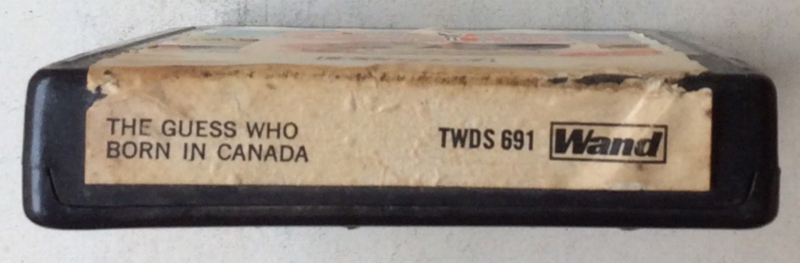 THE GUESS WHO
BORN IN CANADA
TWDS 691 Wand